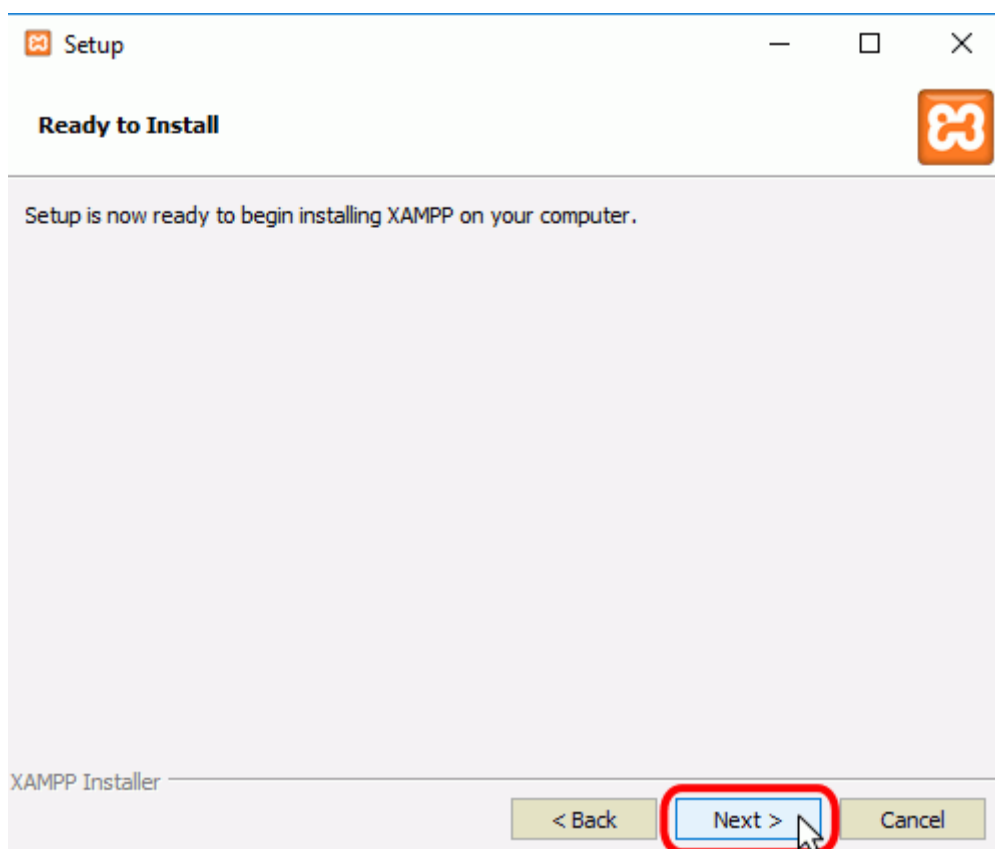 Setup
Ready to Install
Setup is now ready to begin installing XAMPP on your computer.
XAMPP Installer
< Back
Next >
Cancel